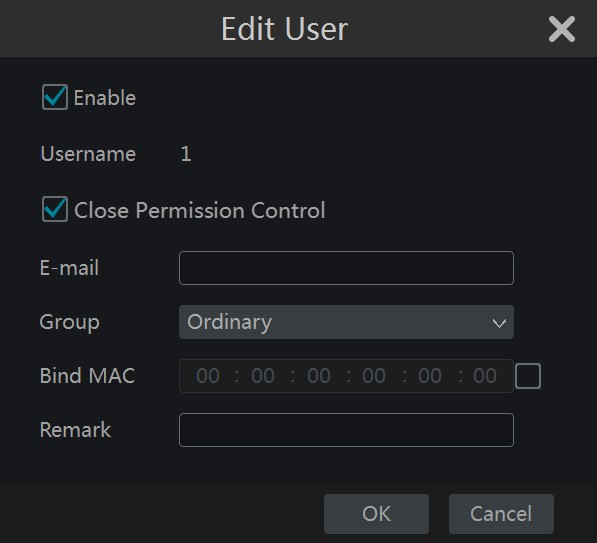 Edit User
Enable
Username 1
Close Permission Control
E-mail
Group Ordinary
Bind MAC 00 : 00 : 00 : 00 : 00 : 00
Remark
OK Cancel